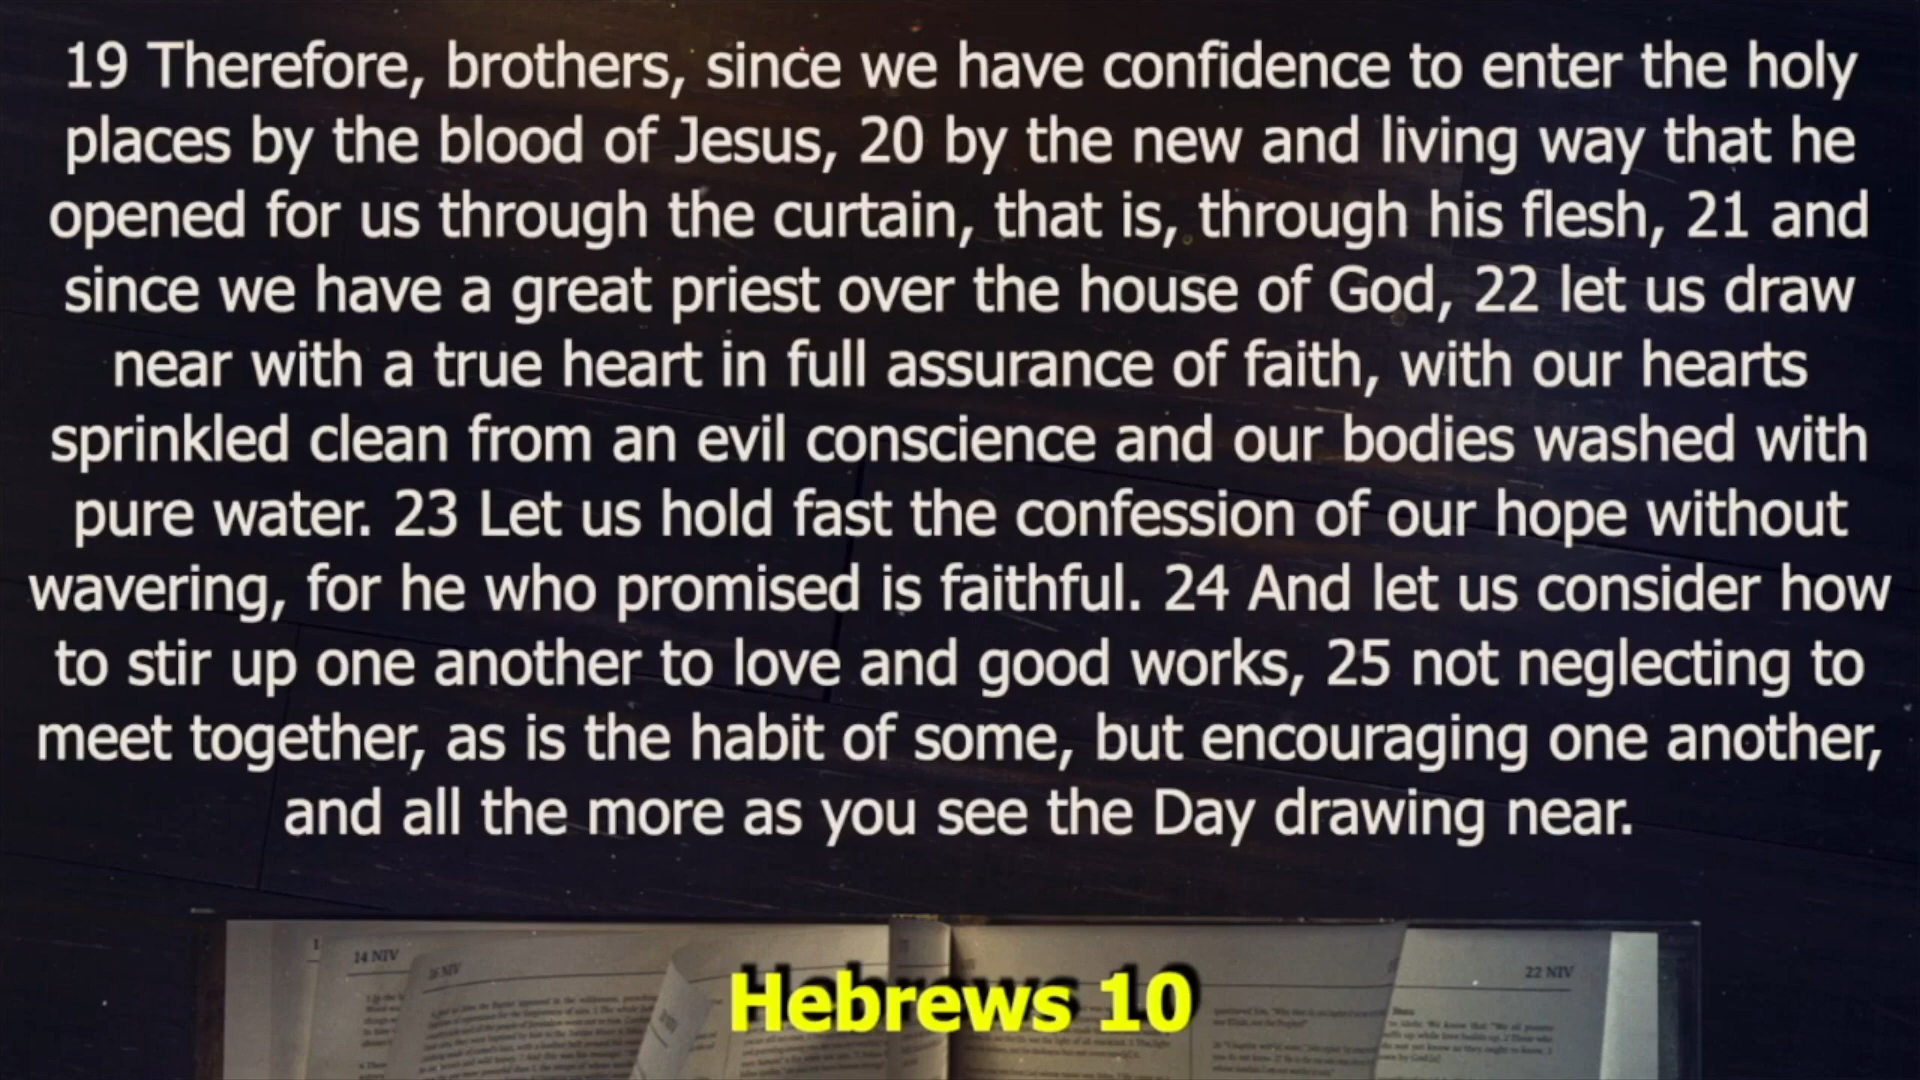 19 Therefore, brothers, since we have confidence to enter the holy
places by the blood of Jesus, 20 by the new and living way that he
opened for us through the curtain, that is, through his flesh, 21 and
since we have a great priest over the house of God, 22 let us draw
near with a true heart in full assurance of faith, with our hearts
sprinkled clean from an evil conscience and our bodies washed with
pure water. 23 Let us hold fast the confession of our hope without
wavering, for he who promised is faithful. 24 And let us consider how
to stir up one another to love and good works, 25 not neglecting to
meet together, as is the habit of some, but encouraging one another,
and all the more as you see the Day drawing near.
14 NIV
22 NIV
Hebrews 10